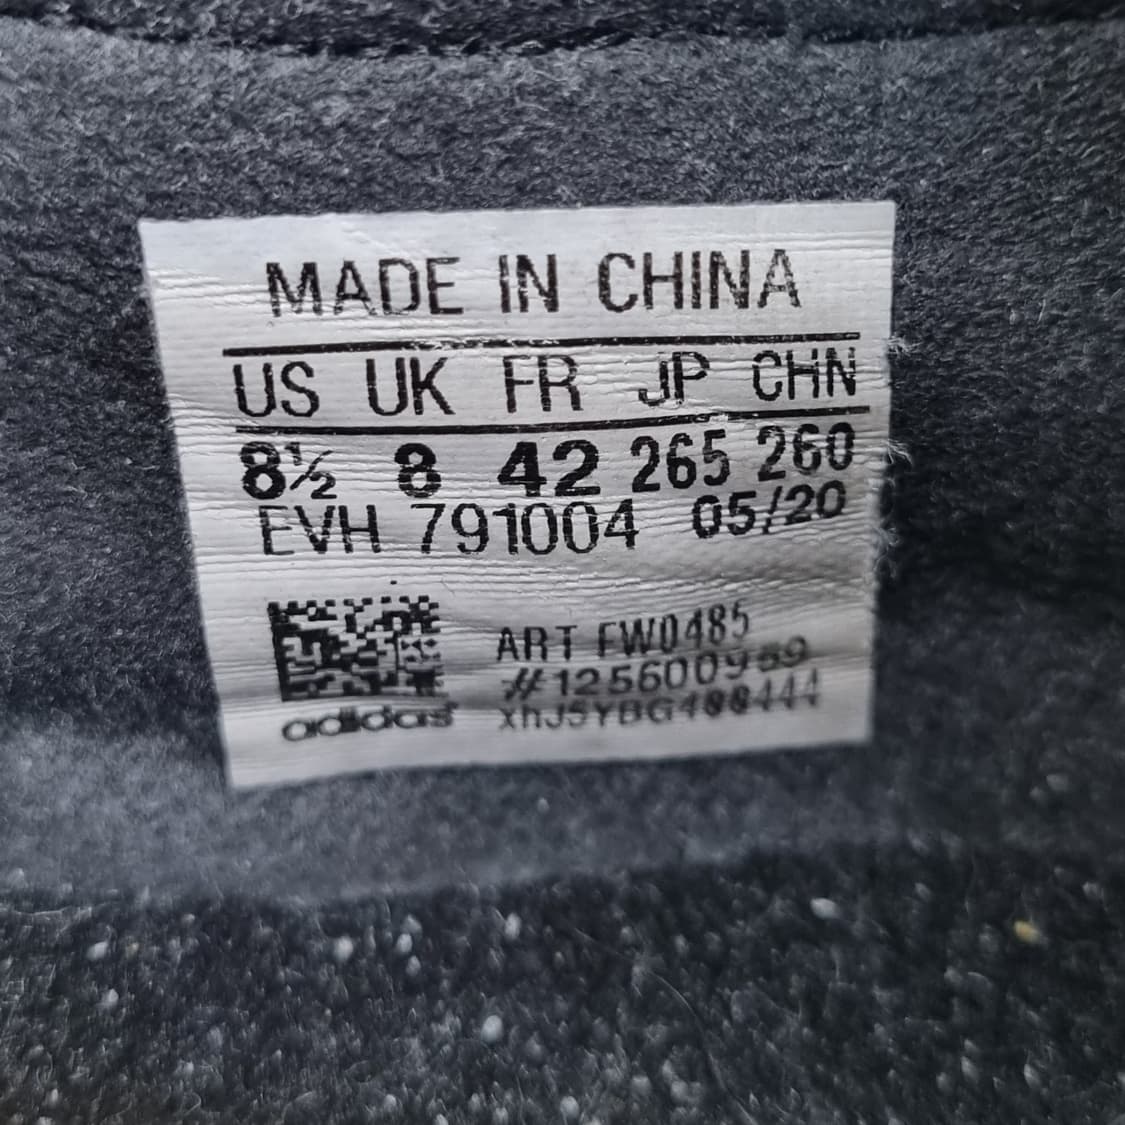 MADE IN CHINA
US UK FR JP CHN
8½ 8 42 265 260
EVH 791004 05/20
ART FW0485
#125600959
adidas